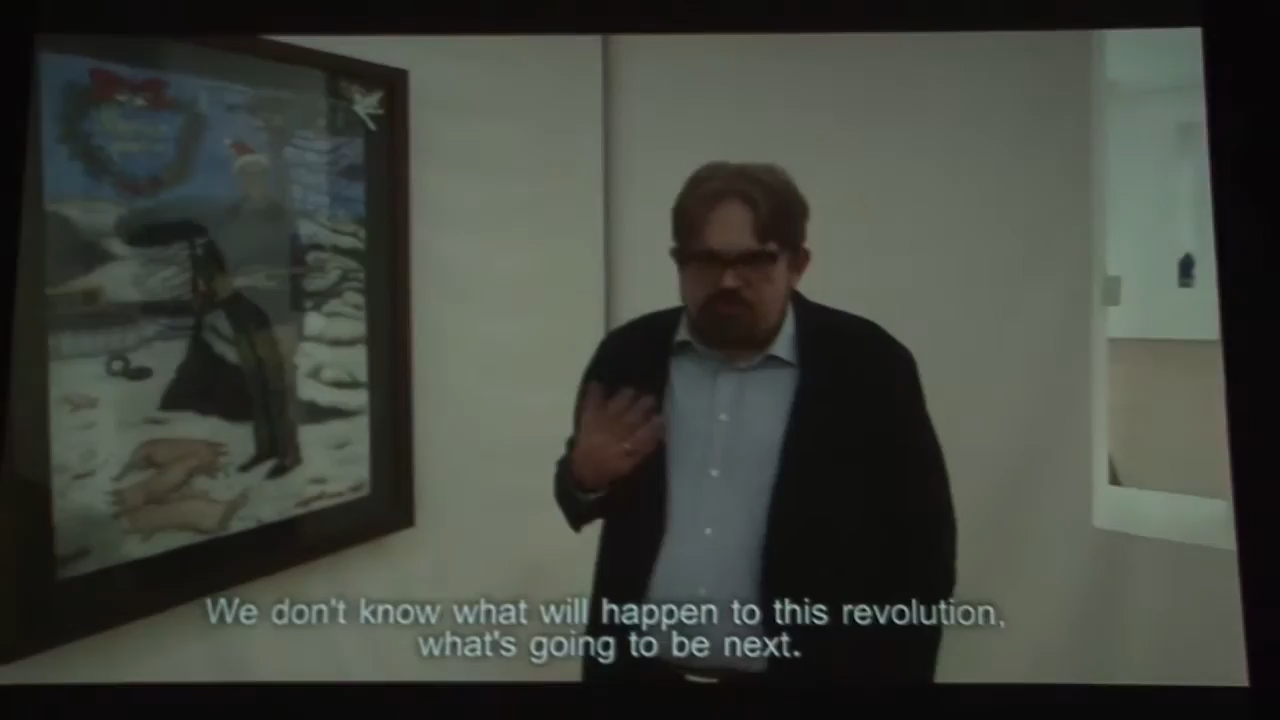 We don't know what will happen to this revolution,
what's going to be next.